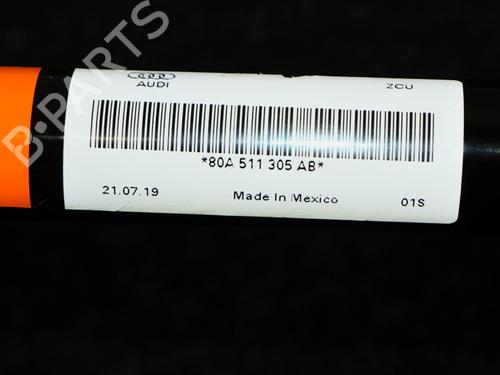 AUDI
ZCU
*80A 511 305 AB*
21.07.19
Made In Mexico
01S
B-PARTS